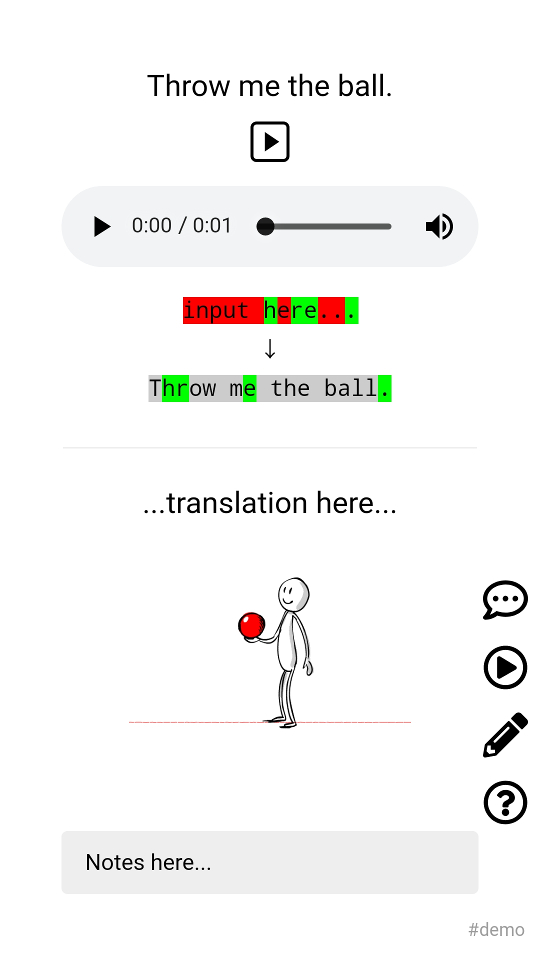 Throw me the ball.
0:00 / 0:01
input here...
↓
Throw me the ball.
...translation here...
Notes here...
#demo